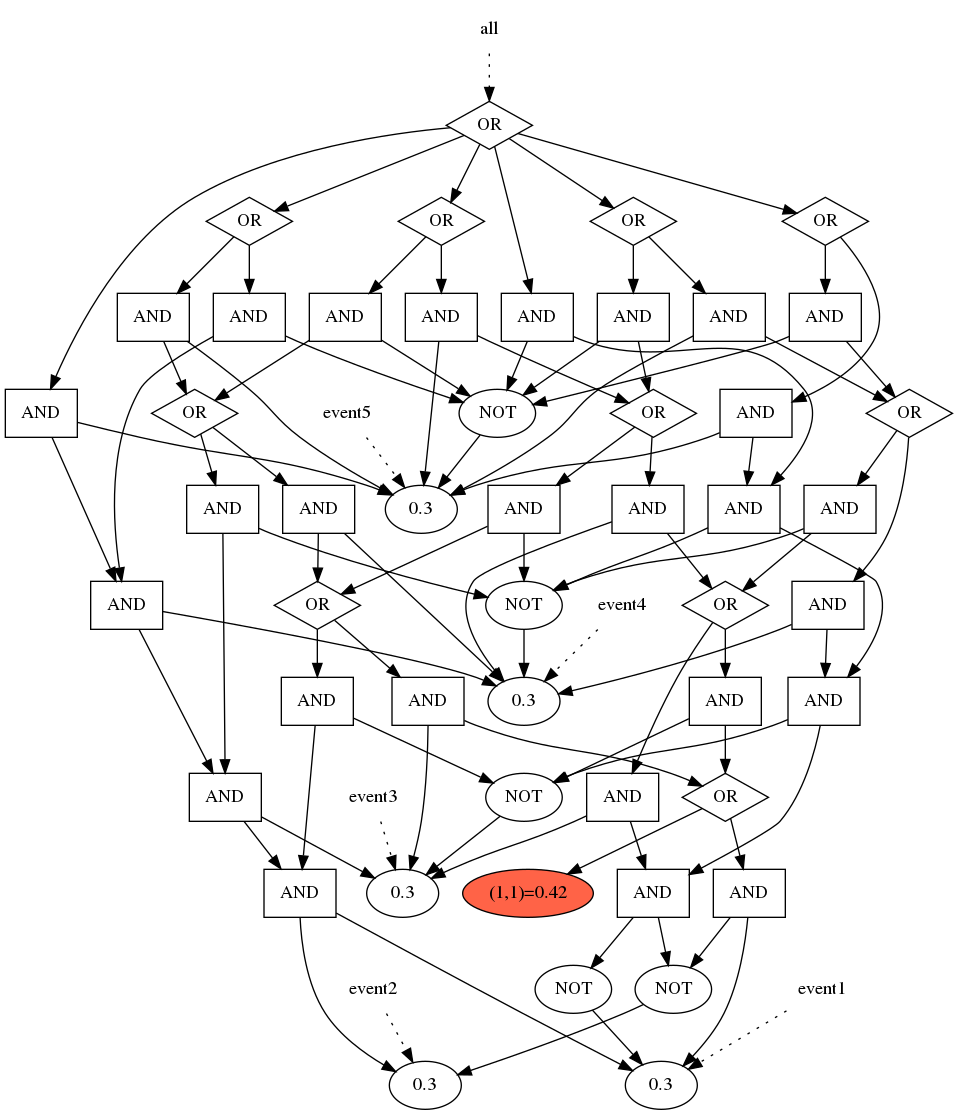 all
OR
OR
OR
OR
OR
AND
AND
AND
AND
AND
AND
AND
AND
AND
OR
event5
NOT
OR
AND
OR
AND
AND
0.3
AND
AND
AND
AND
AND
OR
NOT
event4
OR
AND
AND
AND
0.3
AND
AND
AND
event3
NOT
AND
OR
AND
0.3
(1,1)=0.42
AND
AND
event2
NOT
NOT
event1
0.3
0.3